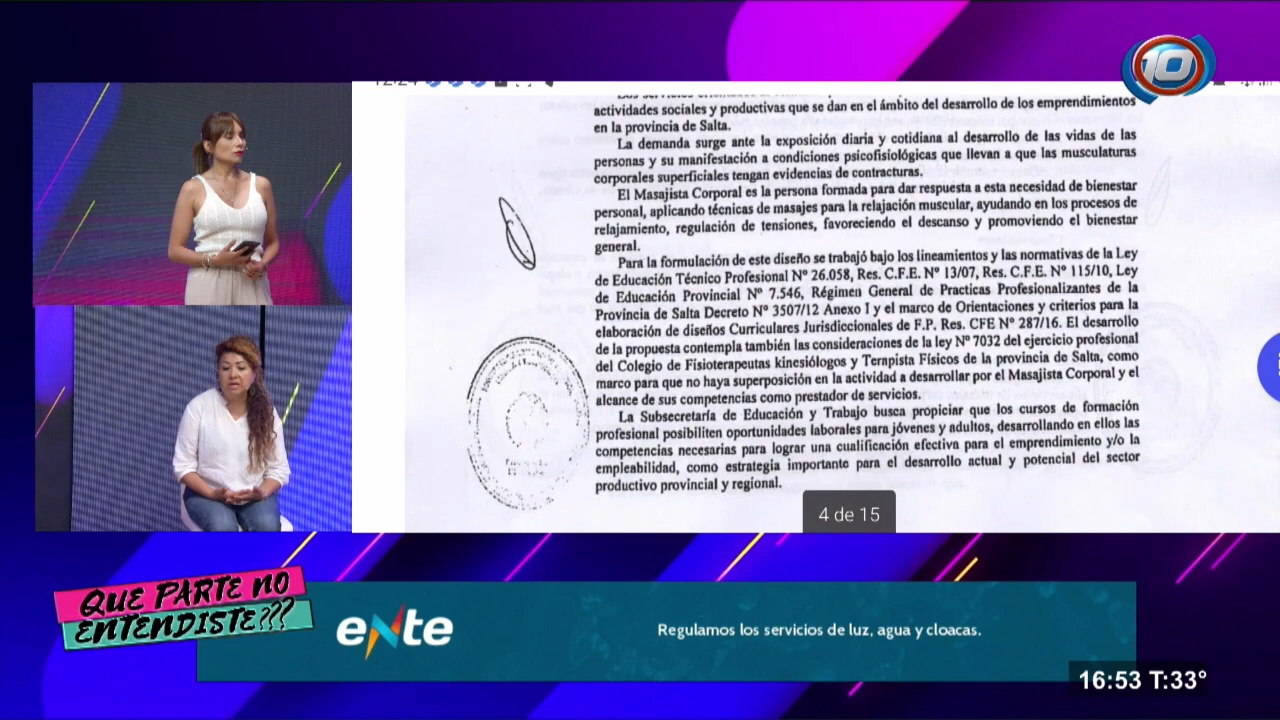 10
12:24
actividades sociales y productivas que se dan en el ámbito del desarrollo de los emprendimientos
en la provincia de Salta.
La demanda surge ante la exposición diaria y cotidiana al desarrollo de las vidas de las
personas y su manifestación a condiciones psicofisiológicas que llevan a que las musculaturas
corporales superficiales tengan evidencias de contracturas.
El Masajista Corporal es la persona formada para dar respuesta a esta necesidad de bienestar
personal, aplicando técnicas de masajes para la relajación muscular, ayudando en los procesos de
relajamiento, regulación de tensiones, favoreciendo el descanso y promoviendo el bienestar
general.
Para la formulación de este diseño se trabajó bajo los lineamientos y las normativas de la Ley
de Educación Técnico Profesional Nº 26.058, Res. C.F.E. Nº 13/07, Res. C.F.E. Nº 115/10, Ley
de Educación Provincial Nº 7.546, Régimen General de Practicas Profesionalizantes de la
Provincia de Salta Decreto Nº 3507/12 Anexo I y el marco de Orientaciones y criterios para la
elaboración de diseños Curriculares Jurisdiccionales de F.P. Res. CFE Nº 287/16. El desarrollo
de la propuesta contempla también las consideraciones de la ley Nº 7032 del ejercicio profesional
del Colegio de Fisioterapeutas kinesiólogos y Terapista Físicos de la provincia de Salta, como
marco para que no haya superposición en la actividad a desarrollar por el Masajista Corporal y el
alcance de sus competencias como prestador de servicios.
La Subsecretaría de Educación y Trabajo busca propiciar que los cursos de formación
profesional posibiliten oportunidades laborales para jóvenes y adultos, desarrollando en ellos las
competencias necesarias para lograr una cualificación efectiva para el emprendimiento y/o la
empleabilidad, como estrategia importante para el desarrollo actual y potencial del sector
productivo provincial y regional.
4 de 15
QUE PARTE NO
ENTENDISTE???
eNte
Regulamos los servicios de luz, agua y cloacas.
16:53 T:33°